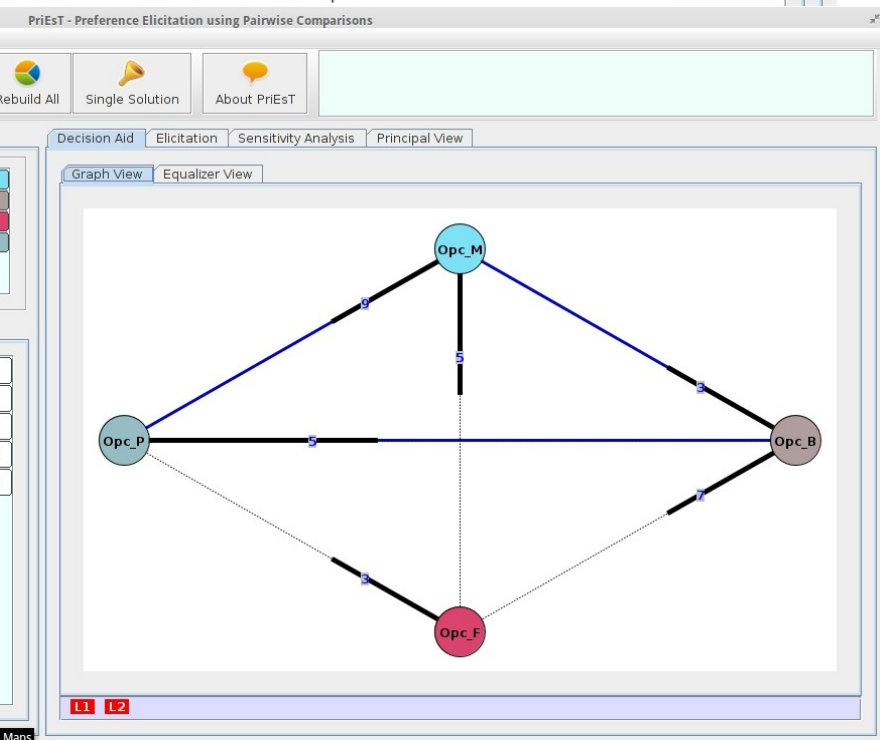 PriEsT - Preference Elicitation using Pairwise Comparisons
Rebuild All
Single Solution
About PriEsT
Decision Aid
Elicitation
Sensitivity Analysis
Principal View
Graph View
Equalizer View
Opc_M
9
5
3
Opc_P
5
Opc_B
7
3
Opc_F
L1 L2
Maps